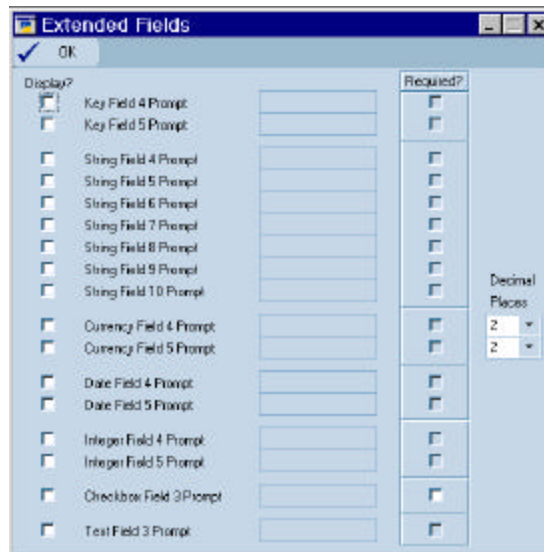 Extended Fields
OK
Display? Required?
Key Field 4 Prompt
Key Field 5 Prompt
String Field 4 Prompt
String Field 5 Prompt
String Field 6 Prompt
String Field 7 Prompt
String Field 8 Prompt
String Field 9 Prompt
String Field 10 Prompt
Decimal
Places
Currency Field 4 Prompt 2
Currency Field 5 Prompt 2
Date Field 4 Prompt
Date Field 5 Prompt
Integer Field 4 Prompt
Integer Field 5 Prompt
Checkbox Field 3 Prompt
Text Field 3 Prompt